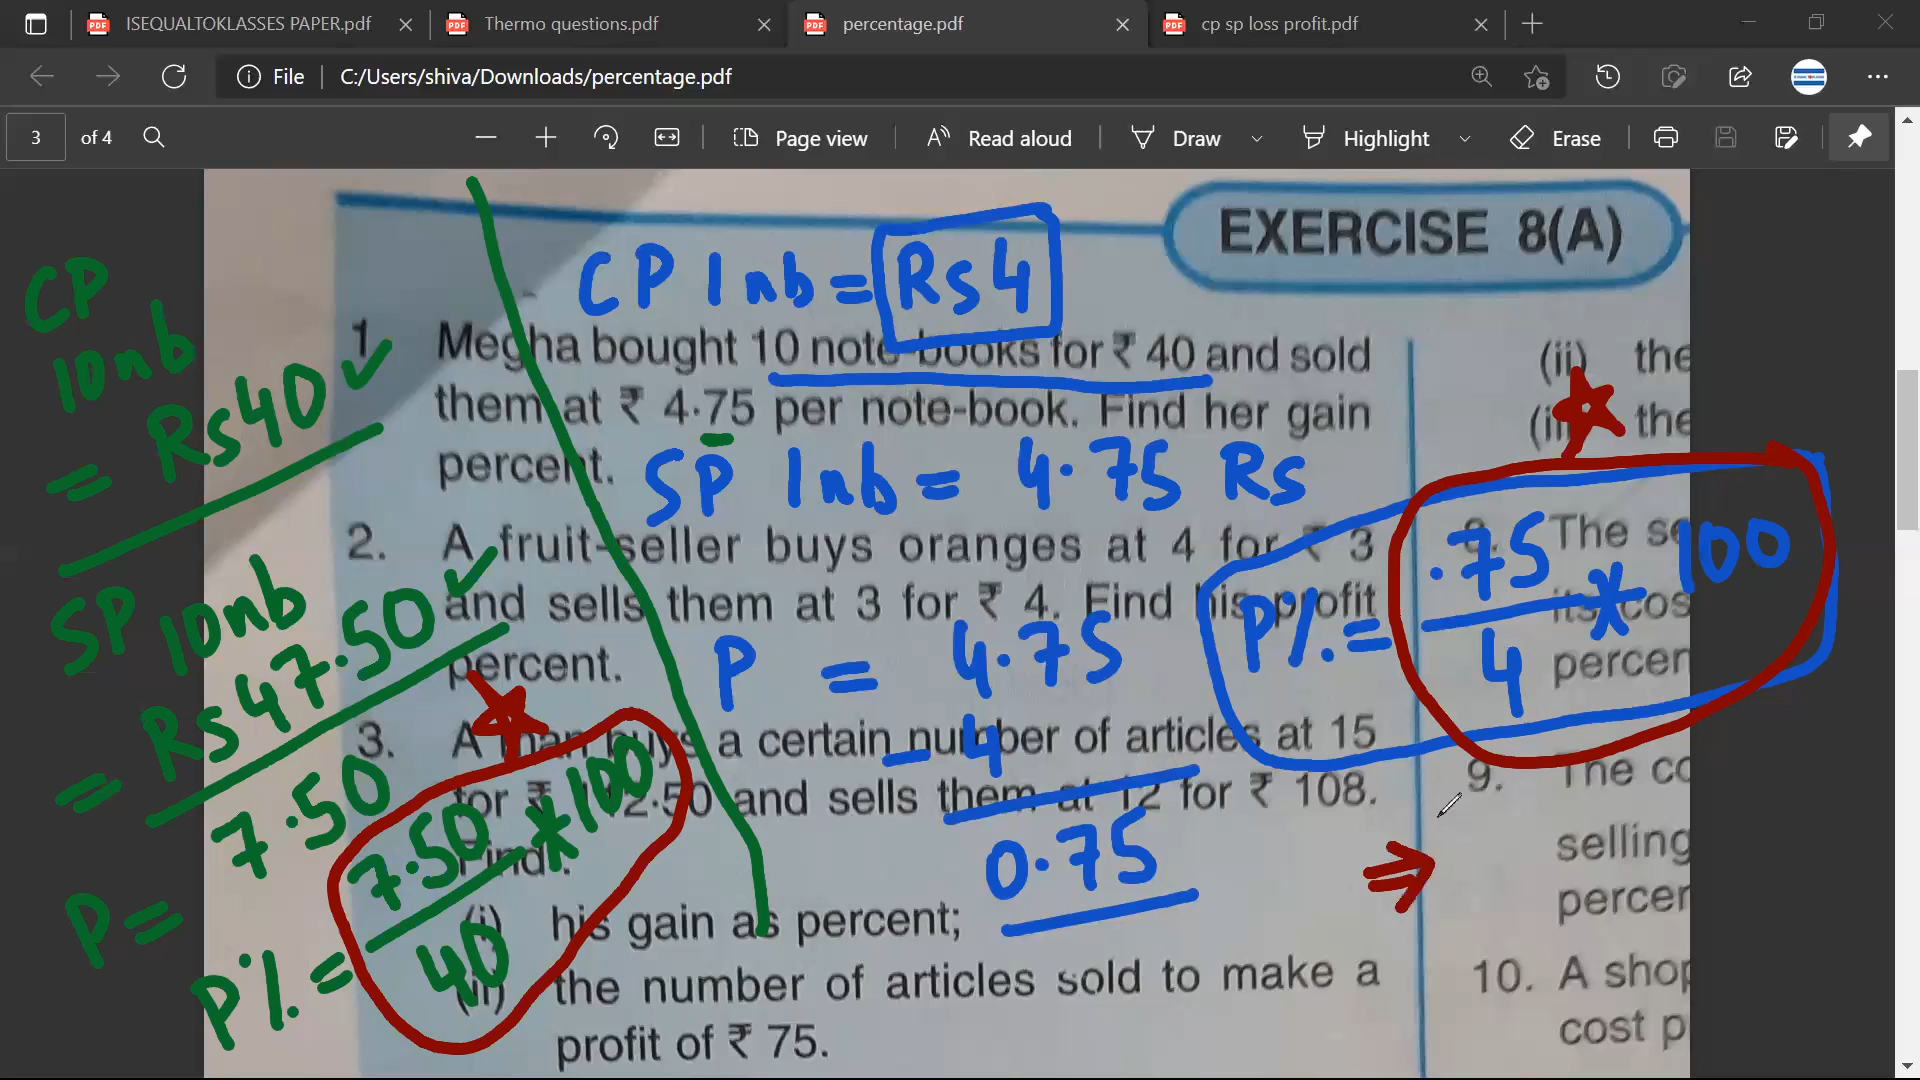 ISEQUALTOKLASSES PAPER.pdf
Thermo questions.pdf
percentage.pdf
cp sp loss profit.pdf
File
C:/Users/shiva/Downloads/percentage.pdf
3 of 4
Page view
Read aloud
Draw
Highlight
Erase
EXERCISE 8(A)
CP 1nb = Rs4
1. Megha bought 10 note-books for ₹ 40 and sold
them at ₹ 4·75 per note-book. Find her gain
percent.
SP 1nb = 4.75 Rs
2. A fruit-seller buys oranges at 4 for ₹ 3
and sells them at 3 for ₹ 4. Find his profit
percent.
P = 4.75
- 4
0.75
P%. = .75/4 * 100
3. A man buys a certain number of articles at 15
for ₹ 112·50 and sells them at 12 for ₹ 108.
Find :
(i) his gain as percent;
(ii) the number of articles sold to make a
profit of ₹ 75.
CP
10nb
= Rs40
SP 10nb
= Rs47.50
P = 7.50
P%. = 7.50/40 * 100
(ii) the
the
The se
cos
percen
9. The co
selling
percen
10. A shop
cost p